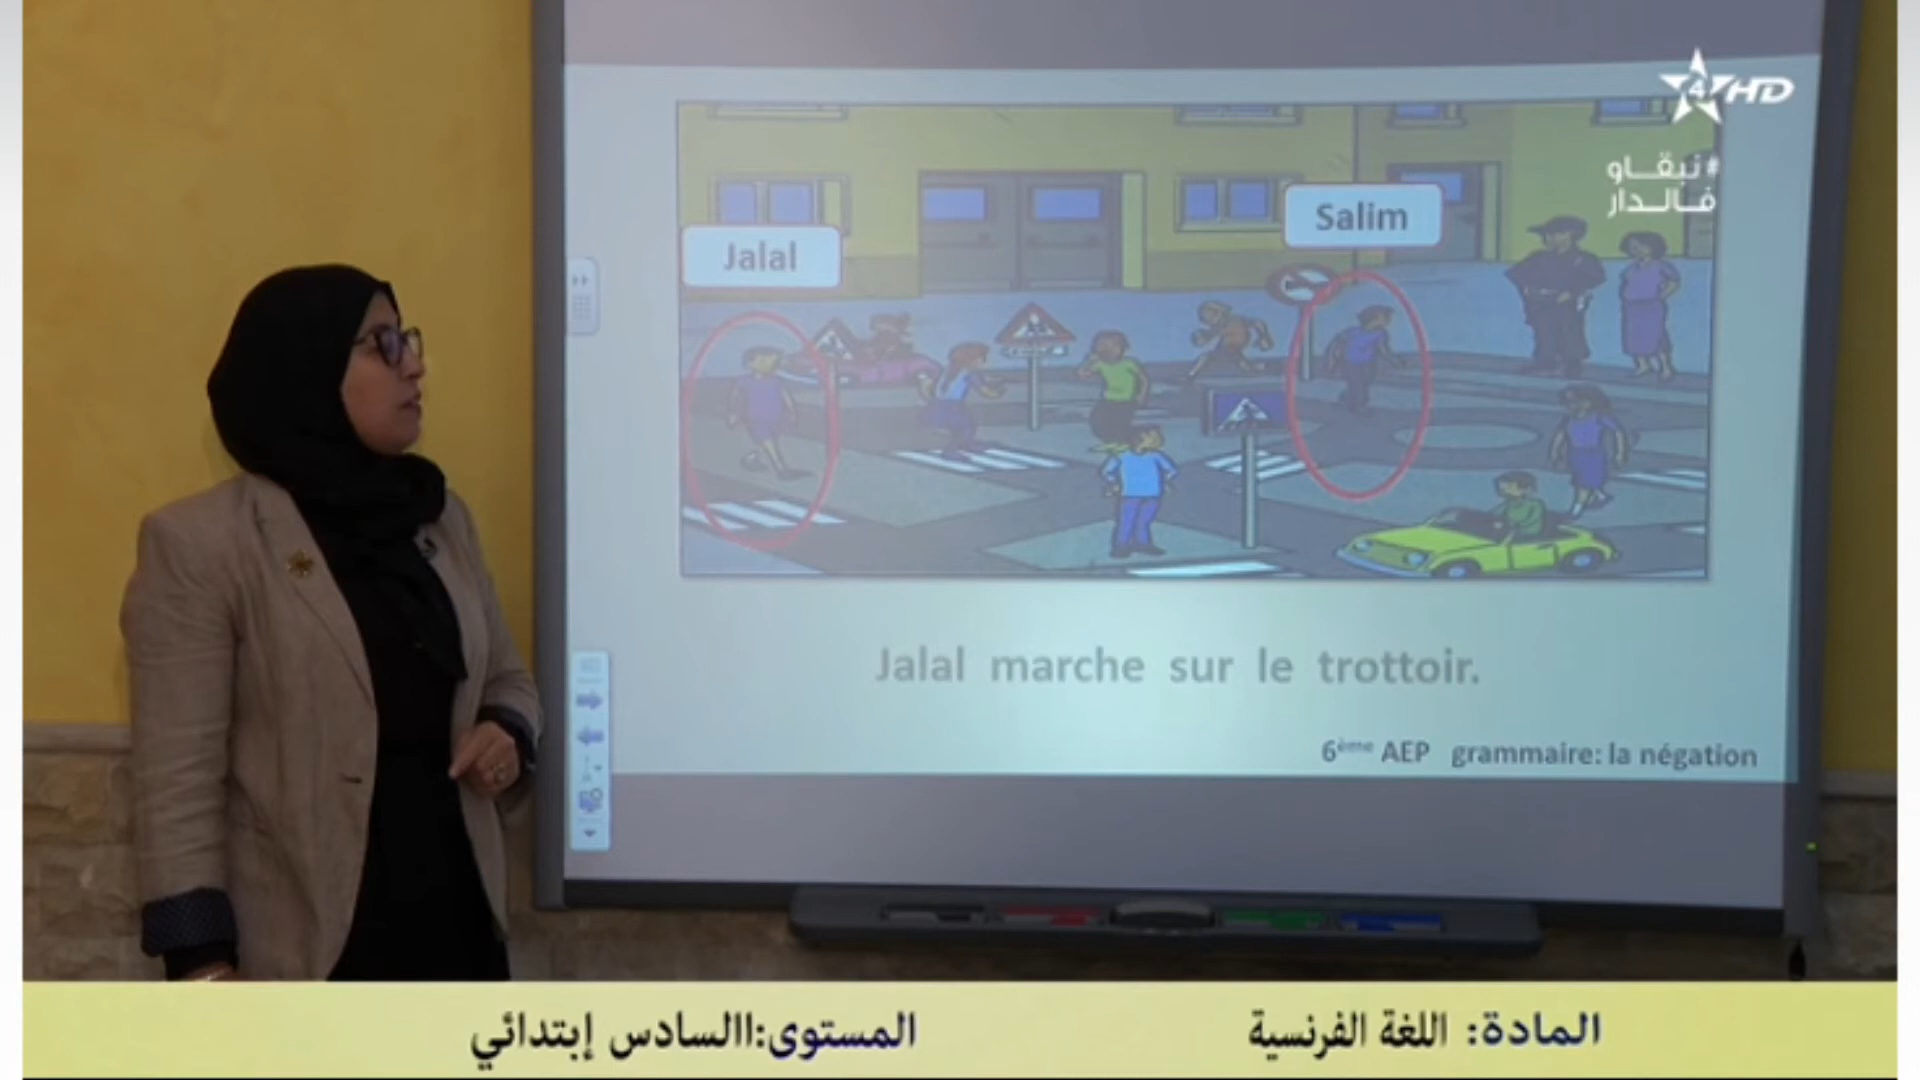 4 HD
#نبقاو
فالدار
Salim
Jalal
Jalal marche sur le trottoir.
6ème AEP grammaire: la négation
المادة: اللغة الفرنسية
المستوى:االسادس إبتدائي